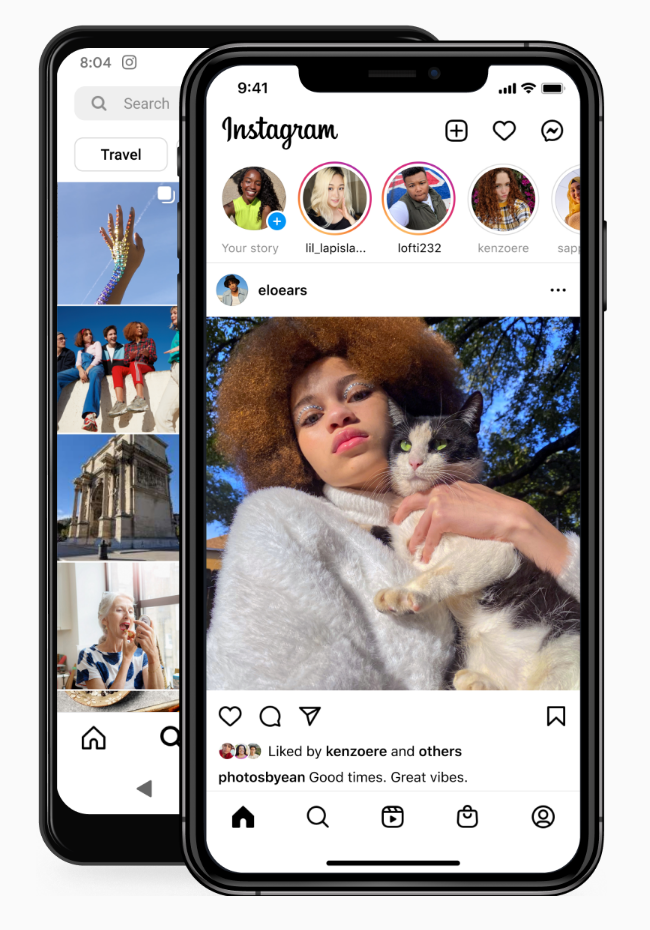 8:04
Search
Travel
9:41
Instagram
Your story
lil_lapisla...
lofti232
kenzoere
sapp
eloears
Liked by kenzoere and others
photosbyean Good times. Great vibes.